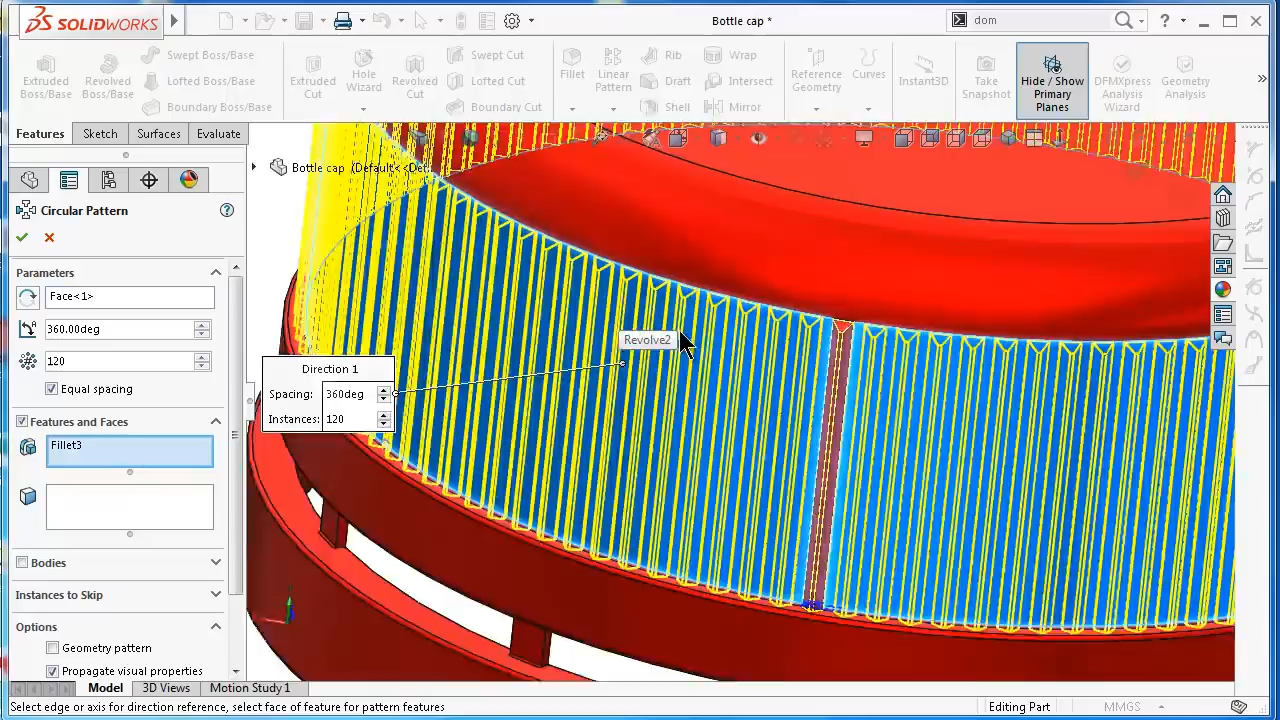 SOLIDWORKS
Bottle cap *
dom
Extruded Boss/Base
Revolved Boss/Base
Swept Boss/Base
Lofted Boss/Base
Boundary Boss/Base
Extruded Cut
Hole Wizard
Revolved Cut
Swept Cut
Lofted Cut
Boundary Cut
Fillet
Linear Pattern
Rib
Draft
Shell
Wrap
Intersect
Mirror
Reference Geometry
Curves
Instant3D
Take Snapshot
Hide / Show Primary Planes
DFMXpress Analysis Wizard
Geometry Analysis
Features
Sketch
Surfaces
Evaluate
Bottle cap (Default<<Def
Circular Pattern
Parameters
Face<1>
360.00deg
120
Equal spacing
Features and Faces
Fillet3
Bodies
Instances to Skip
Options
Geometry pattern
Propagate visual properties
Direction 1
Spacing: 360deg
Instances: 120
Revolve2
Model
3D Views
Motion Study 1
Select edge or axis for direction reference, select face of feature for pattern features
Editing Part
MMGS